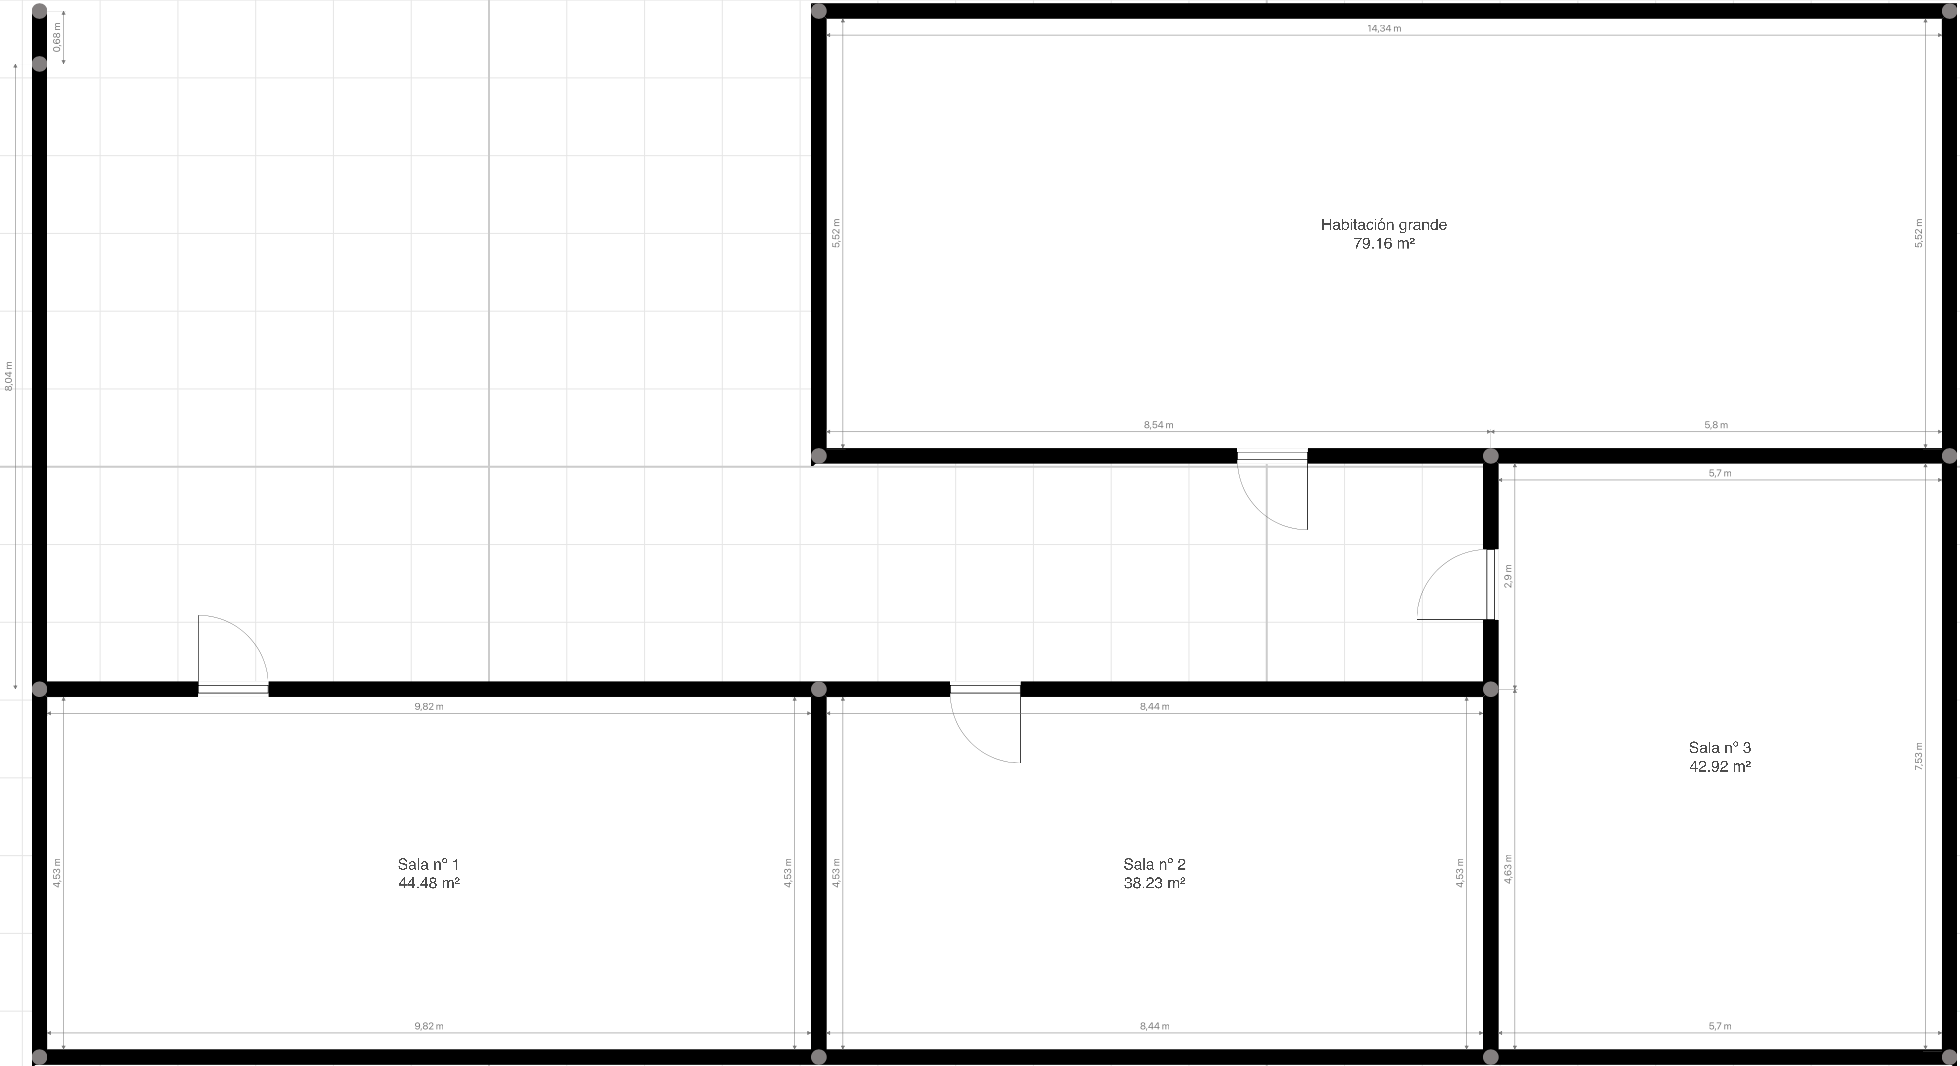 0,68 m
14,34 m
5,52 m
Habitación grande
79.16 m²
5,52 m
8,04 m
8,54 m
5,8 m
5,7 m
2,9 m
9,82 m
8,44 m
Sala nº 3
42.92 m²
7,53 m
4,53 m
Sala nº 1
44.48 m²
4,53 m
4,53 m
Sala nº 2
38.23 m²
4,53 m
4,63 m
9,82 m
8,44 m
5,7 m